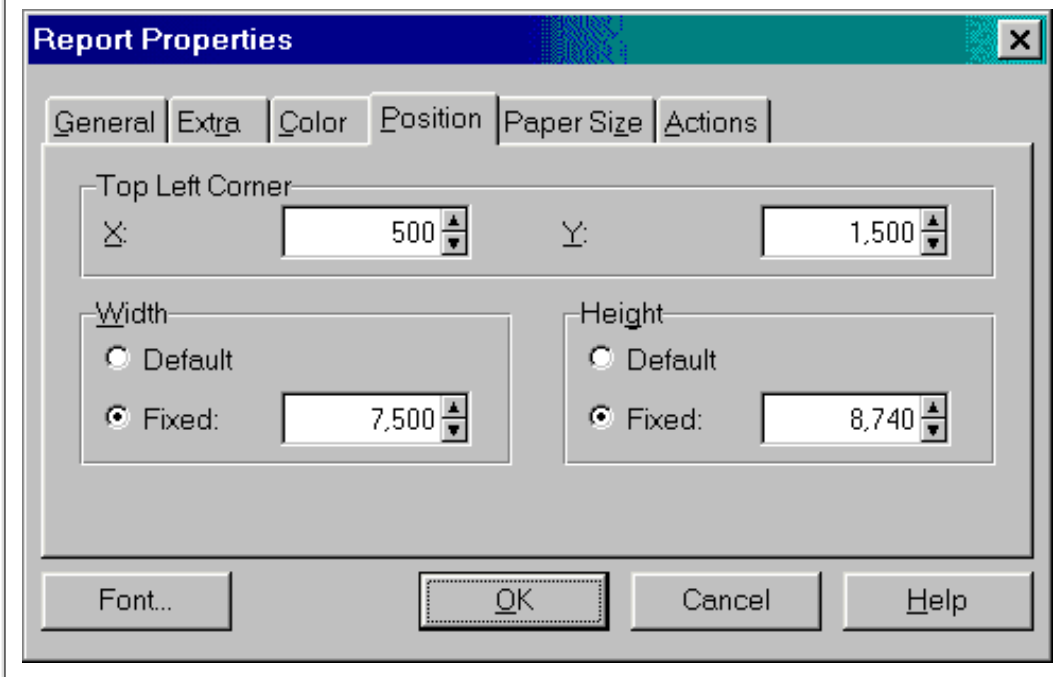 Report Properties
General Extra Color Position Paper Size Actions
Top Left Corner
X: 500 Y: 1,500
Width Height
Default Default
Fixed: 7,500 Fixed: 8,740
Font... OK Cancel Help